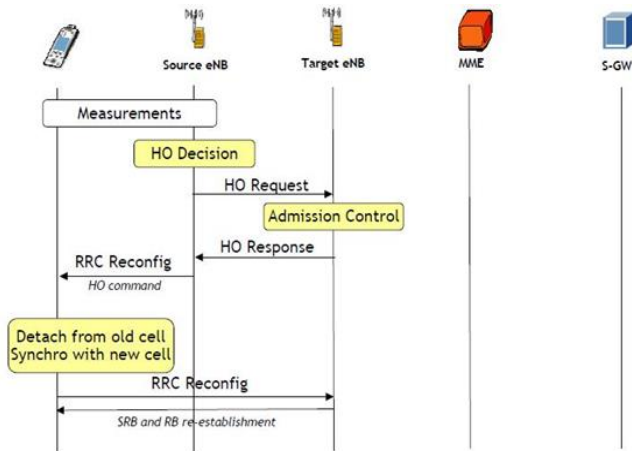 Source eNB
Target eNB
MME
S-GW
Measurements
HO Decision
HO Request
Admission Control
HO Response
RRC Reconfig
HO command
Detach from old cell
Synchro with new cell
RRC Reconfig
SRB and RB re-establishment